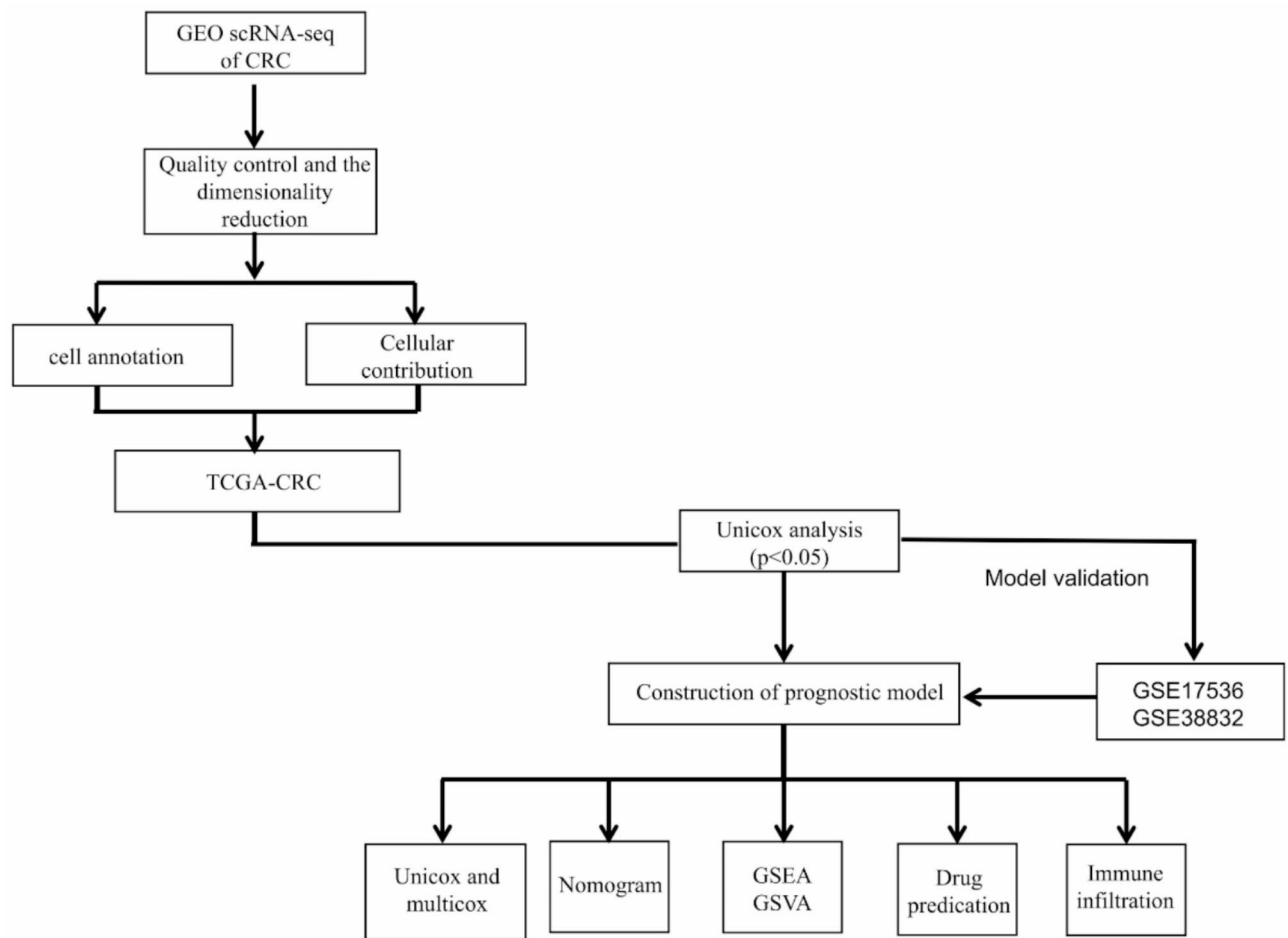 GEO scRNA-seq
of CRC
Quality control and the
dimensionality
reduction
cell annotation
Cellular
contribution
TCGA-CRC
Unicox analysis
(p<0.05)
Model validation
Construction of prognostic model
GSE17536
GSE38832
Unicox and
multicox
Nomogram
GSEA
GSVA
Drug
predication
Immune
infiltration